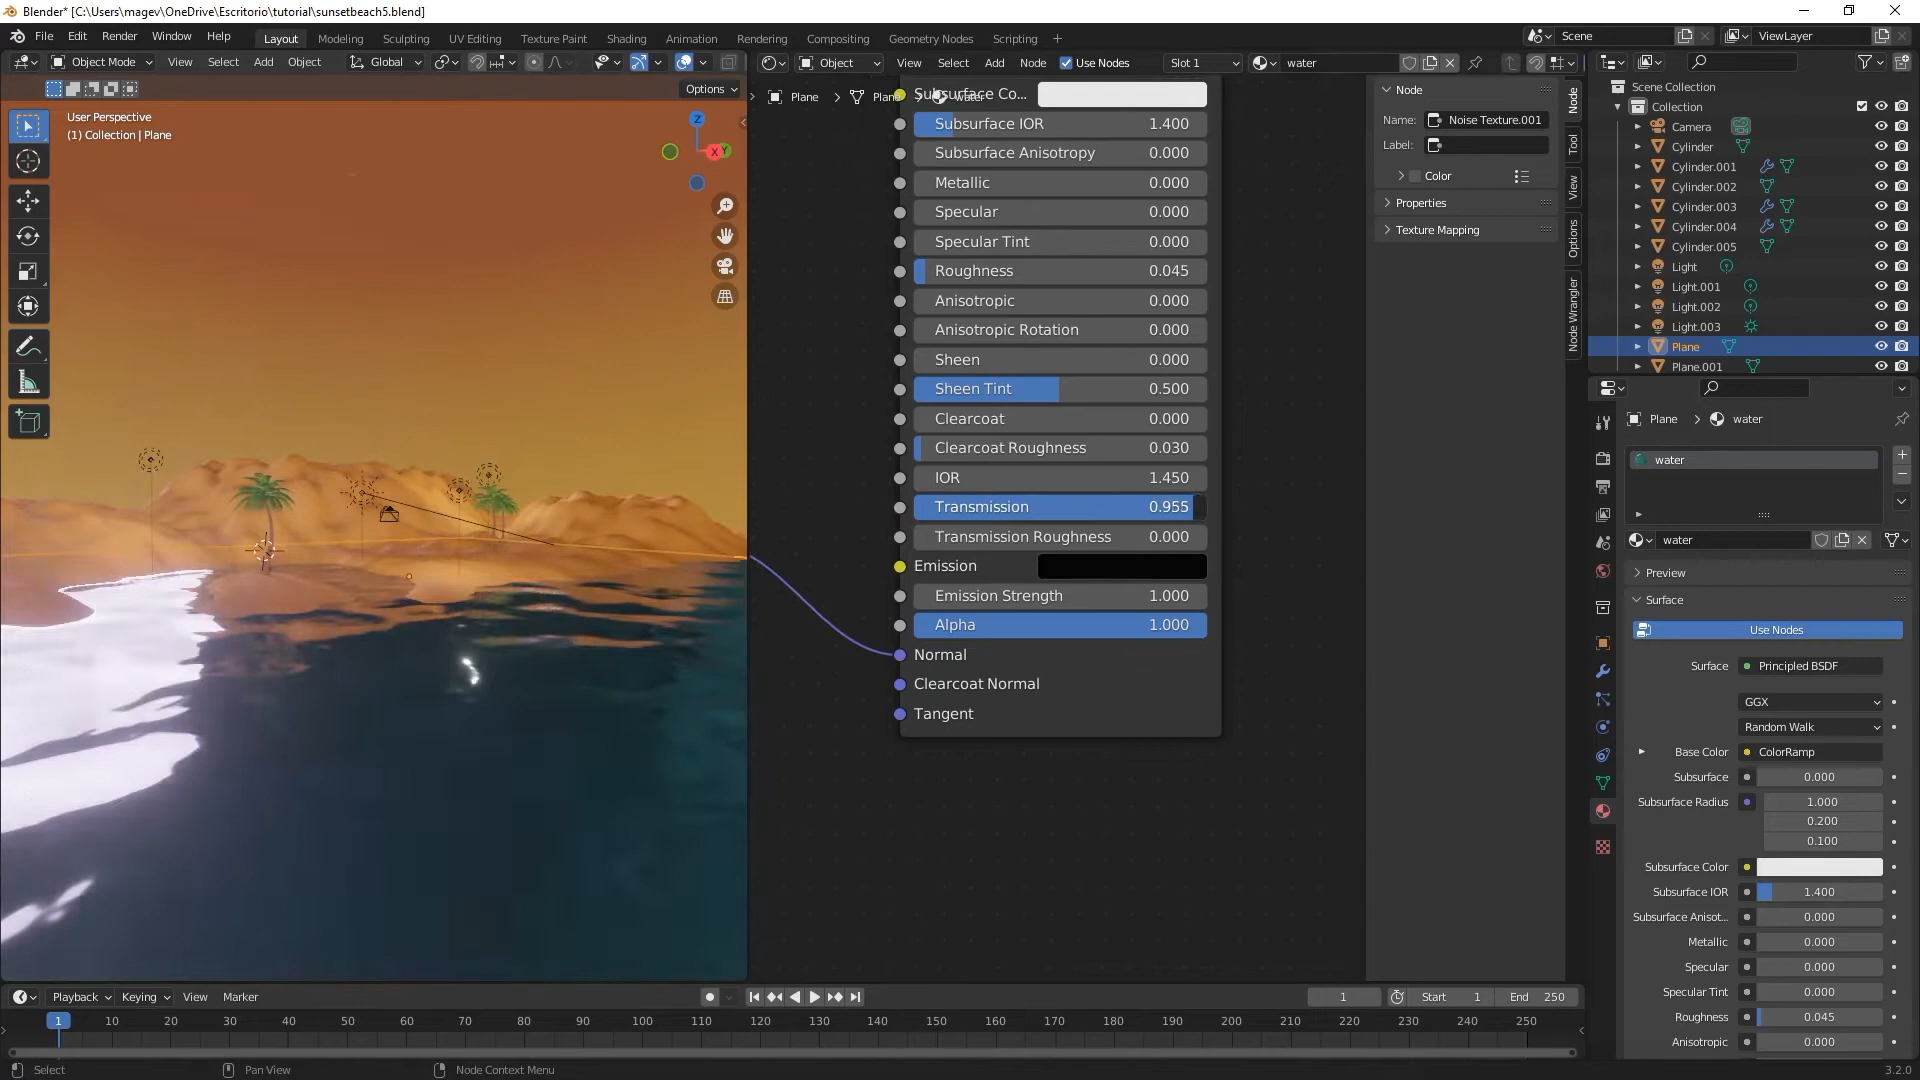 Blender* [C:\Users\magev\OneDrive\Escritorio\tutorial\sunsetbeach5.blend]
File Edit Render Window Help Layout Modeling Sculpting UV Editing Texture Paint Shading Animation Rendering Compositing Geometry Nodes Scripting + Scene ViewLayer
Object Mode View Select Add Object Global Object View Select Add Node Use Nodes Slot 1 water
Options
User Perspective
(1) Collection | Plane
Z
X
Y
Plane > Plane > water
Subsurface Co...
Subsurface IOR 1.400
Subsurface Anisotropy 0.000
Metallic 0.000
Specular 0.000
Specular Tint 0.000
Roughness 0.045
Anisotropic 0.000
Anisotropic Rotation 0.000
Sheen 0.000
Sheen Tint 0.500
Clearcoat 0.000
Clearcoat Roughness 0.030
IOR 1.450
Transmission 0.955
Transmission Roughness 0.000
Emission
Emission Strength 1.000
Alpha 1.000
Normal
Clearcoat Normal
Tangent
Node
Name: Noise Texture.001
Label:
Color
Properties
Texture Mapping
Node
Tool
View
Options
Node Wrangler
Scene Collection
Collection
Camera
Cylinder
Cylinder.001
Cylinder.002
Cylinder.003
Cylinder.004
Cylinder.005
Light
Light.001
Light.002
Light.003
Plane
Plane.001
Plane > water
water
water
Preview
Surface
Use Nodes
Surface Principled BSDF
GGX
Random Walk
Base Color ColorRamp
Subsurface 0.000
Subsurface Radius 1.000
0.200
0.100
Subsurface Color
Subsurface IOR 1.400
Subsurface Anisot... 0.000
Metallic 0.000
Specular 0.000
Specular Tint 0.000
Roughness 0.045
Anisotropic 0.000
Playback Keying View Marker 1 Start 1 End 250
1 10 20 30 40 50 60 70 80 90 100 110 120 130 140 150 160 170 180 190 200 210 220 230 240 250
Select Pan View Node Context Menu 3.2.0